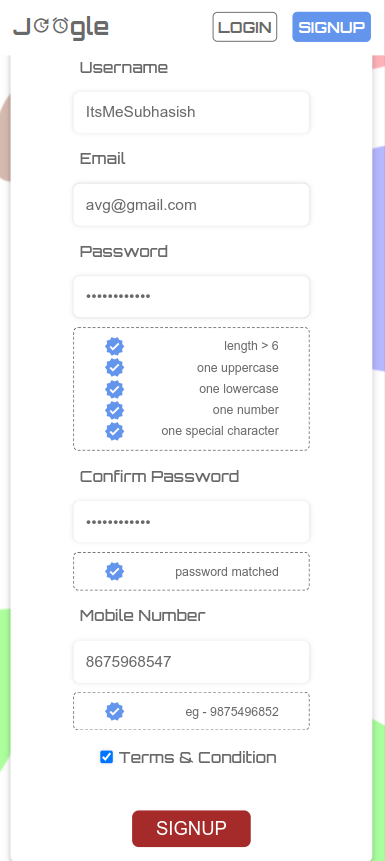 Joogle LOGIN SIGNUP
Username
ItsMeSubhasish
Email
avg@gmail.com
Password
••••••••••••
length > 6
one uppercase
one lowercase
one number
one special character
Confirm Password
••••••••••••
password matched
Mobile Number
8675968547
eg - 9875496852
Terms & Condition
SIGNUP